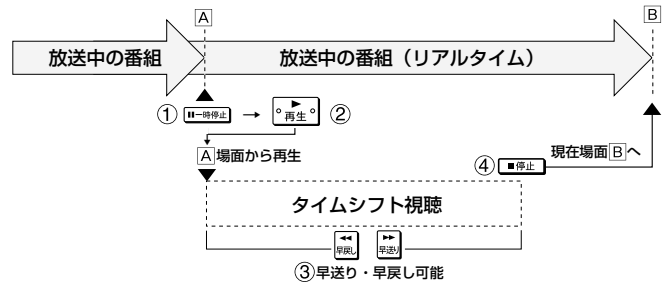 A
B
放送中の番組
放送中の番組（リアルタイム）
① 一時停止 → 再生 ②
A場面から再生
④ 停止
現在場面Bへ
タイムシフト視聴
早戻し 早送り
③早送り・早戻し可能